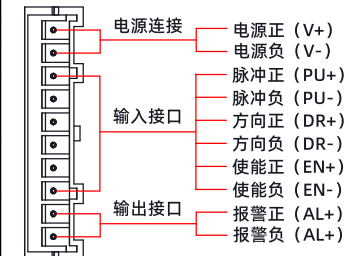 电源连接
电源正（V+）
电源负（V-）
输入接口
脉冲正（PU+）
脉冲负（PU-）
方向正（DR+）
方向负（DR-）
使能正（EN+）
使能负（EN-）
输出接口
报警正（AL+）
报警负（AL+）